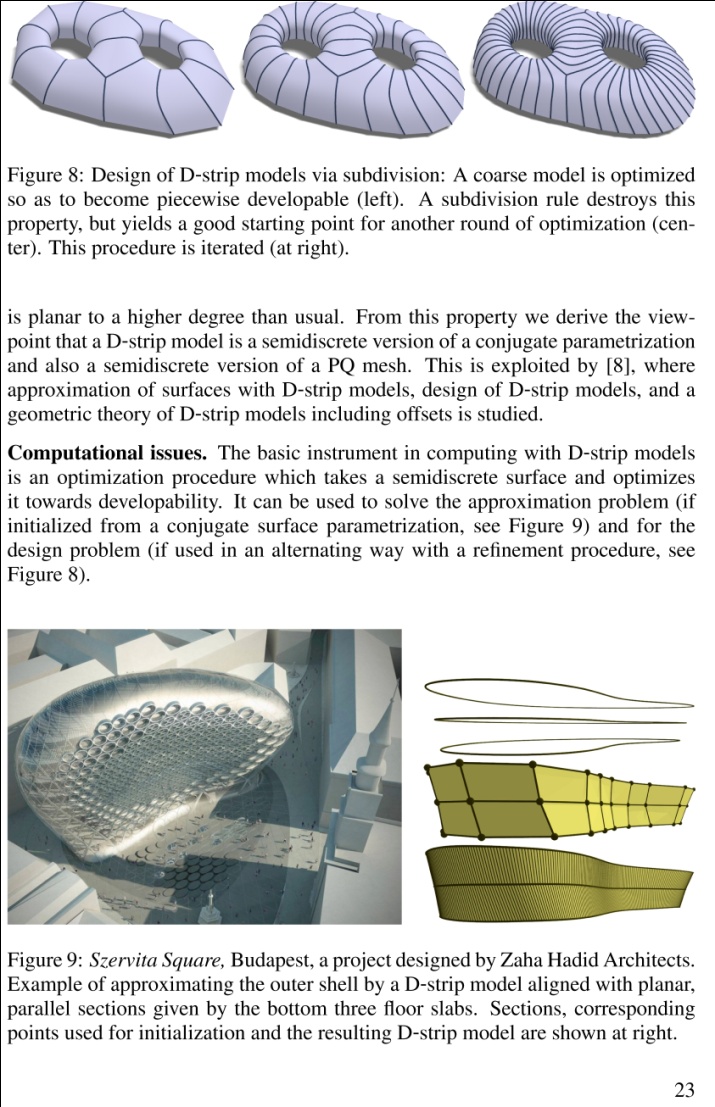 Figure 8: Design of D-strip models via subdivision: A coarse model is optimized
so as to become piecewise developable (left). A subdivision rule destroys this
property, but yields a good starting point for another round of optimization (cen-
ter). This procedure is iterated (at right).
is planar to a higher degree than usual. From this property we derive the view-
point that a D-strip model is a semidiscrete version of a conjugate parametrization
and also a semidiscrete version of a PQ mesh. This is exploited by [8], where
approximation of surfaces with D-strip models, design of D-strip models, and a
geometric theory of D-strip models including offsets is studied.
Computational issues. The basic instrument in computing with D-strip models
is an optimization procedure which takes a semidiscrete surface and optimizes
it towards developability. It can be used to solve the approximation problem (if
initialized from a conjugate surface parametrization, see Figure 9) and for the
design problem (if used in an alternating way with a refinement procedure, see
Figure 8).
Figure 9: Szervita Square, Budapest, a project designed by Zaha Hadid Architects.
Example of approximating the outer shell by a D-strip model aligned with planar,
parallel sections given by the bottom three floor slabs. Sections, corresponding
points used for initialization and the resulting D-strip model are shown at right.
23